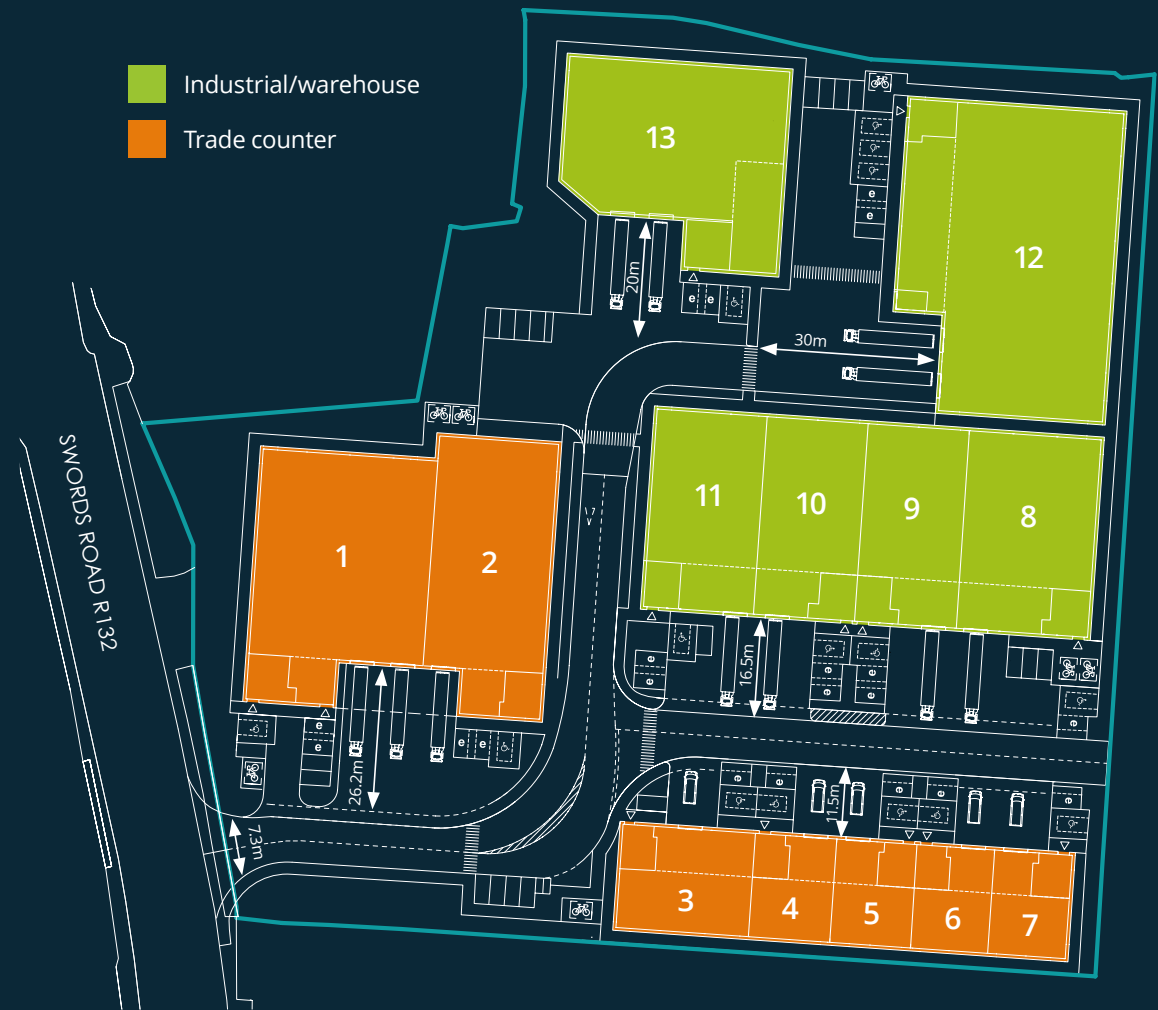 Industrial/warehouse
Trade counter
13
12
20m
e e
e
e
30m
11
10
9
8
1
2
SWORDS ROAD R132
16.5m
e
e
e
e
e
e
e
e
e
e e
26.2m
7.3m
11.5m
e
e
e
e
e
3
4
5
6
7